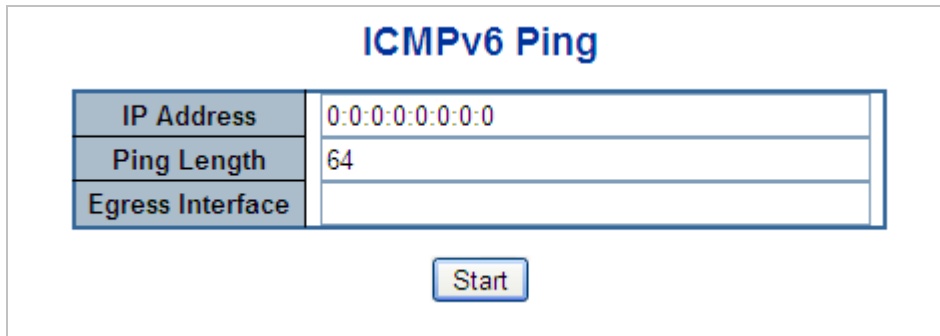 ICMPv6 Ping
IP Address 0:0:0:0:0:0:0:0
Ping Length 64
Egress Interface
Start